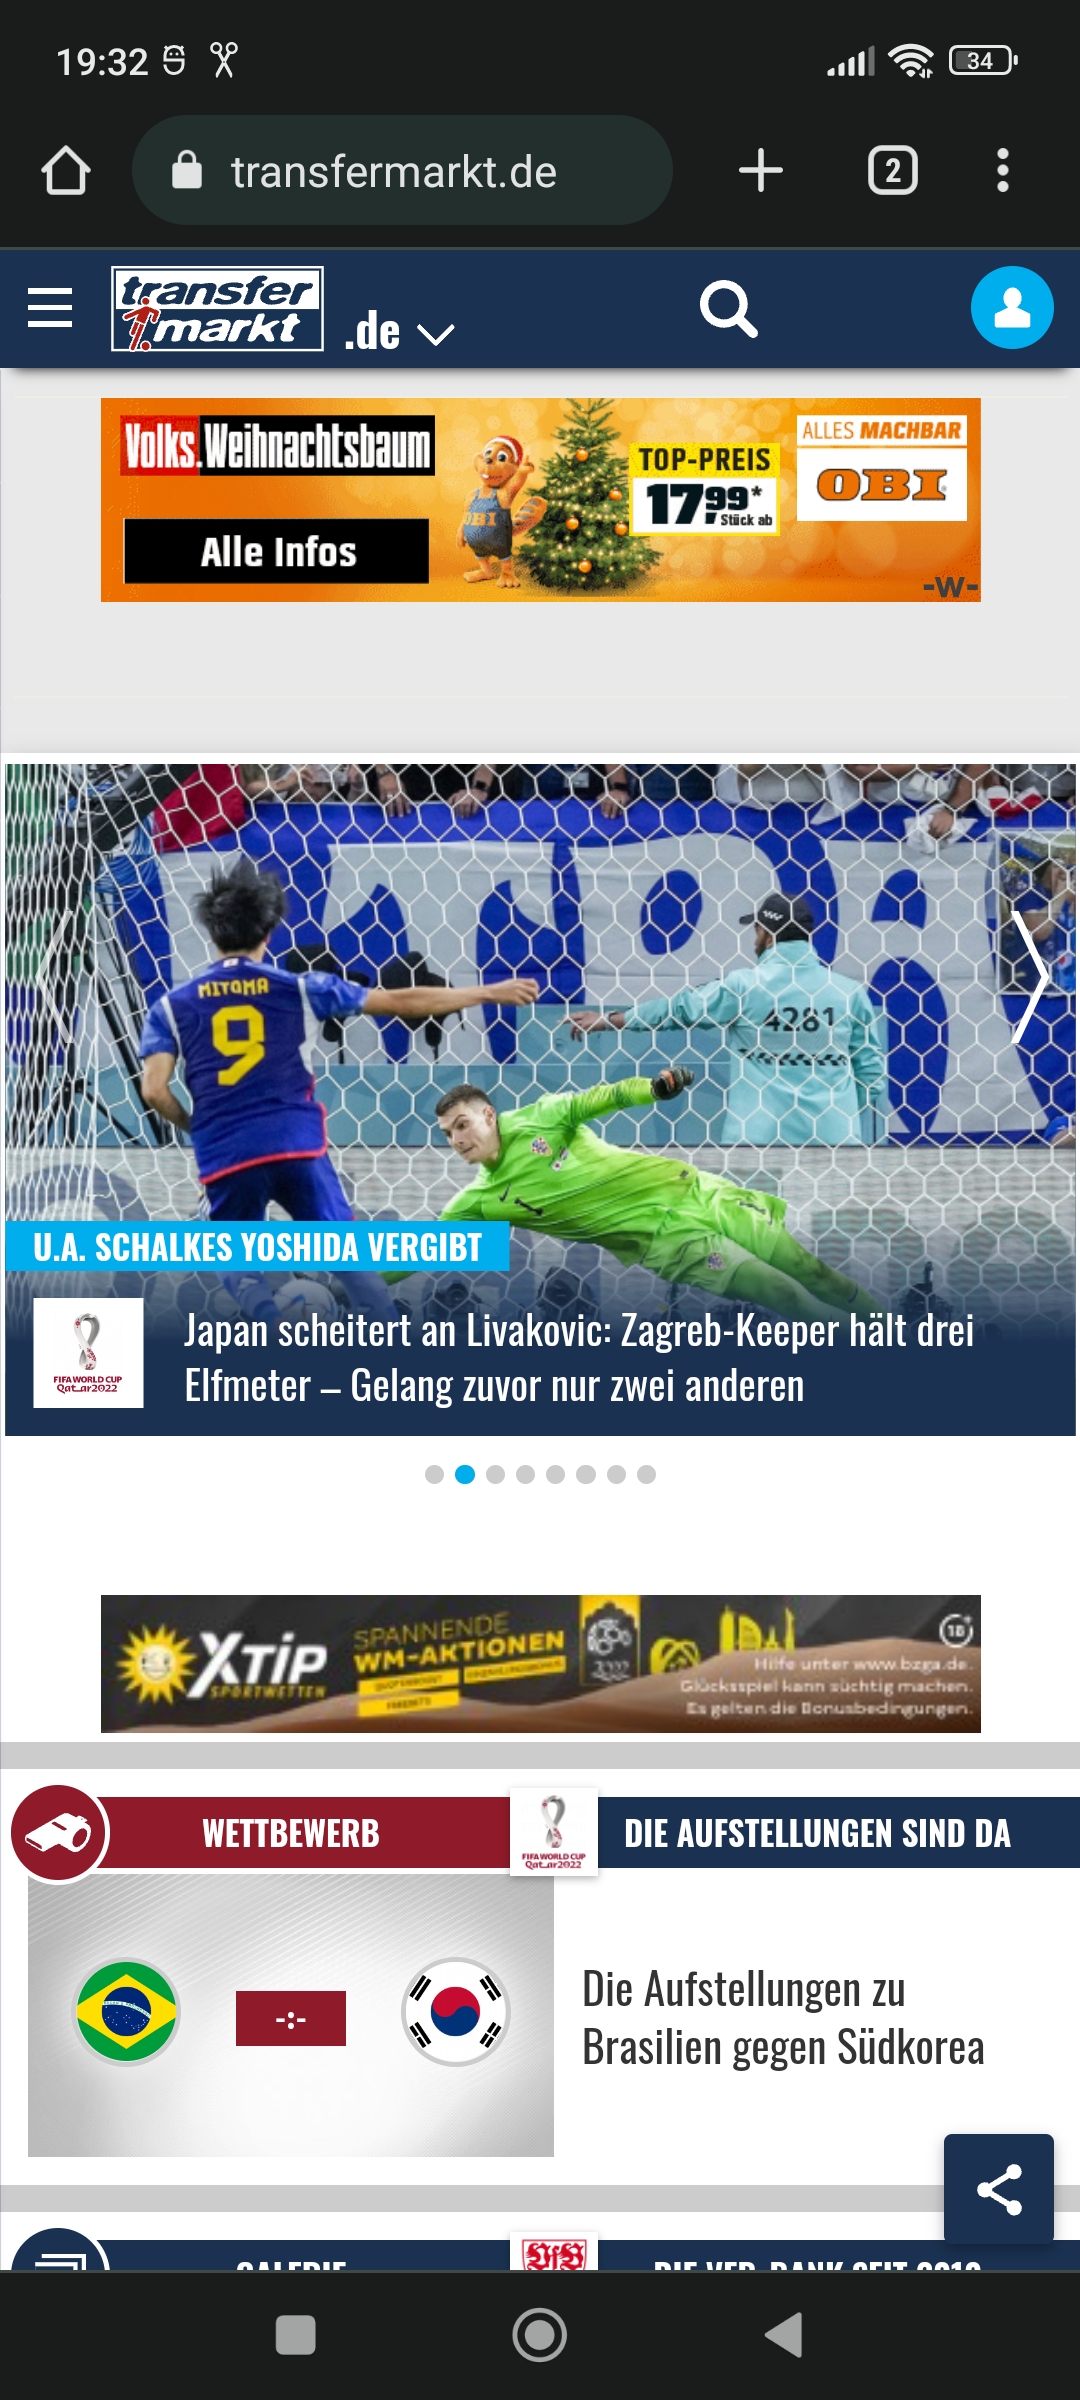 19:32
34
transfermarkt.de
2
transfer
markt
.de
Volks.Weihnachtsbaum
Alle Infos
TOP-PREIS
17.99*
Stück ab
ALLES MACHBAR
OBI
OBI
-W-
MITOMA
9
4281
U.A. SCHALKES YOSHIDA VERGIBT
FIFA WORLD CUP
Qatar2022
Japan scheitert an Livakovic: Zagreb-Keeper hält drei
Elfmeter – Gelang zuvor nur zwei anderen
XTiP
SPORTWETTEN
SPANNENDE
WM-AKTIONEN
18
Hilfe unter www.bzga.de.
Glücksspiel kann süchtig machen.
Es gelten die Bonusbedingungen.
WETTBEWERB
FIFA WORLD CUP
Qatar2022
DIE AUFSTELLUNGEN SIND DA
-:-
Die Aufstellungen zu
Brasilien gegen Südkorea
GALERIE
VfB